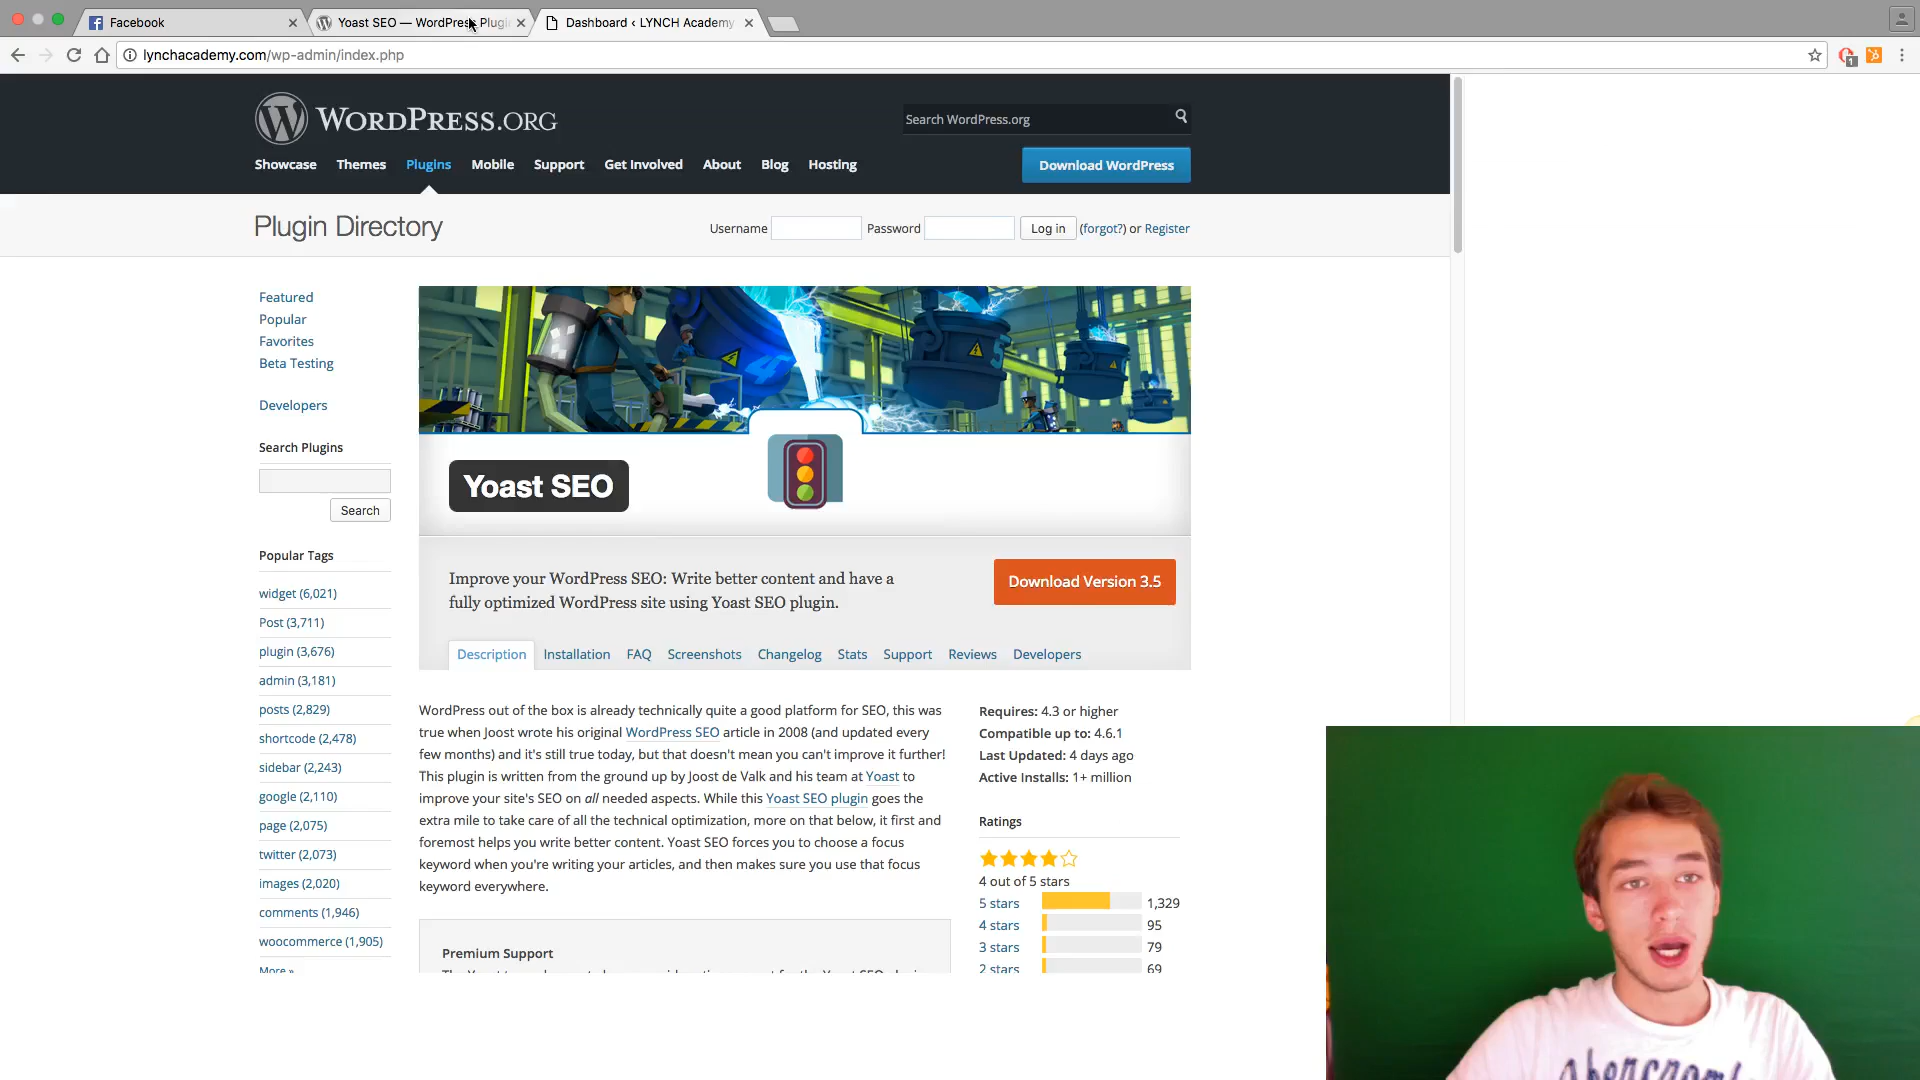 Facebook
Yoast SEO — WordPress Plugi
Dashboard ‹ LYNCH Academy
lynchacademy.com/wp-admin/index.php
1
WORDPRESS.ORG
Search WordPress.org
Showcase Themes Plugins Mobile Support Get Involved About Blog Hosting
Download WordPress
Plugin Directory
Username Password Log in (forgot?) or Register
Featured
Popular
Favorites
Beta Testing
Developers
Search Plugins
Search
Popular Tags
widget (6,021)
Post (3,711)
plugin (3,676)
admin (3,181)
posts (2,829)
shortcode (2,478)
sidebar (2,243)
google (2,110)
page (2,075)
twitter (2,073)
images (2,020)
comments (1,946)
woocommerce (1,905)
More »
Yoast SEO
Improve your WordPress SEO: Write better content and have a
fully optimized WordPress site using Yoast SEO plugin.
Download Version 3.5
Description Installation FAQ Screenshots Changelog Stats Support Reviews Developers
WordPress out of the box is already technically quite a good platform for SEO, this was
true when Joost wrote his original WordPress SEO article in 2008 (and updated every
few months) and it's still true today, but that doesn't mean you can't improve it further!
This plugin is written from the ground up by Joost de Valk and his team at Yoast to
improve your site's SEO on all needed aspects. While this Yoast SEO plugin goes the
extra mile to take care of all the technical optimization, more on that below, it first and
foremost helps you write better content. Yoast SEO forces you to choose a focus
keyword when you're writing your articles, and then makes sure you use that focus
keyword everywhere.
Premium Support
Requires: 4.3 or higher
Compatible up to: 4.6.1
Last Updated: 4 days ago
Active Installs: 1+ million
Ratings
4 out of 5 stars
5 stars 1,329
4 stars 95
3 stars 79
2 stars 69